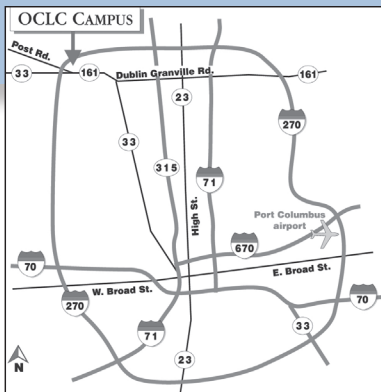 OCLC CAMPUS
Post Rd.
33
161
Dublin Granville Rd.
161
23
270
33
315
71
High St.
Port Columbus
airport
670
70
E. Broad St.
W. Broad St.
270
70
71
33
23
N